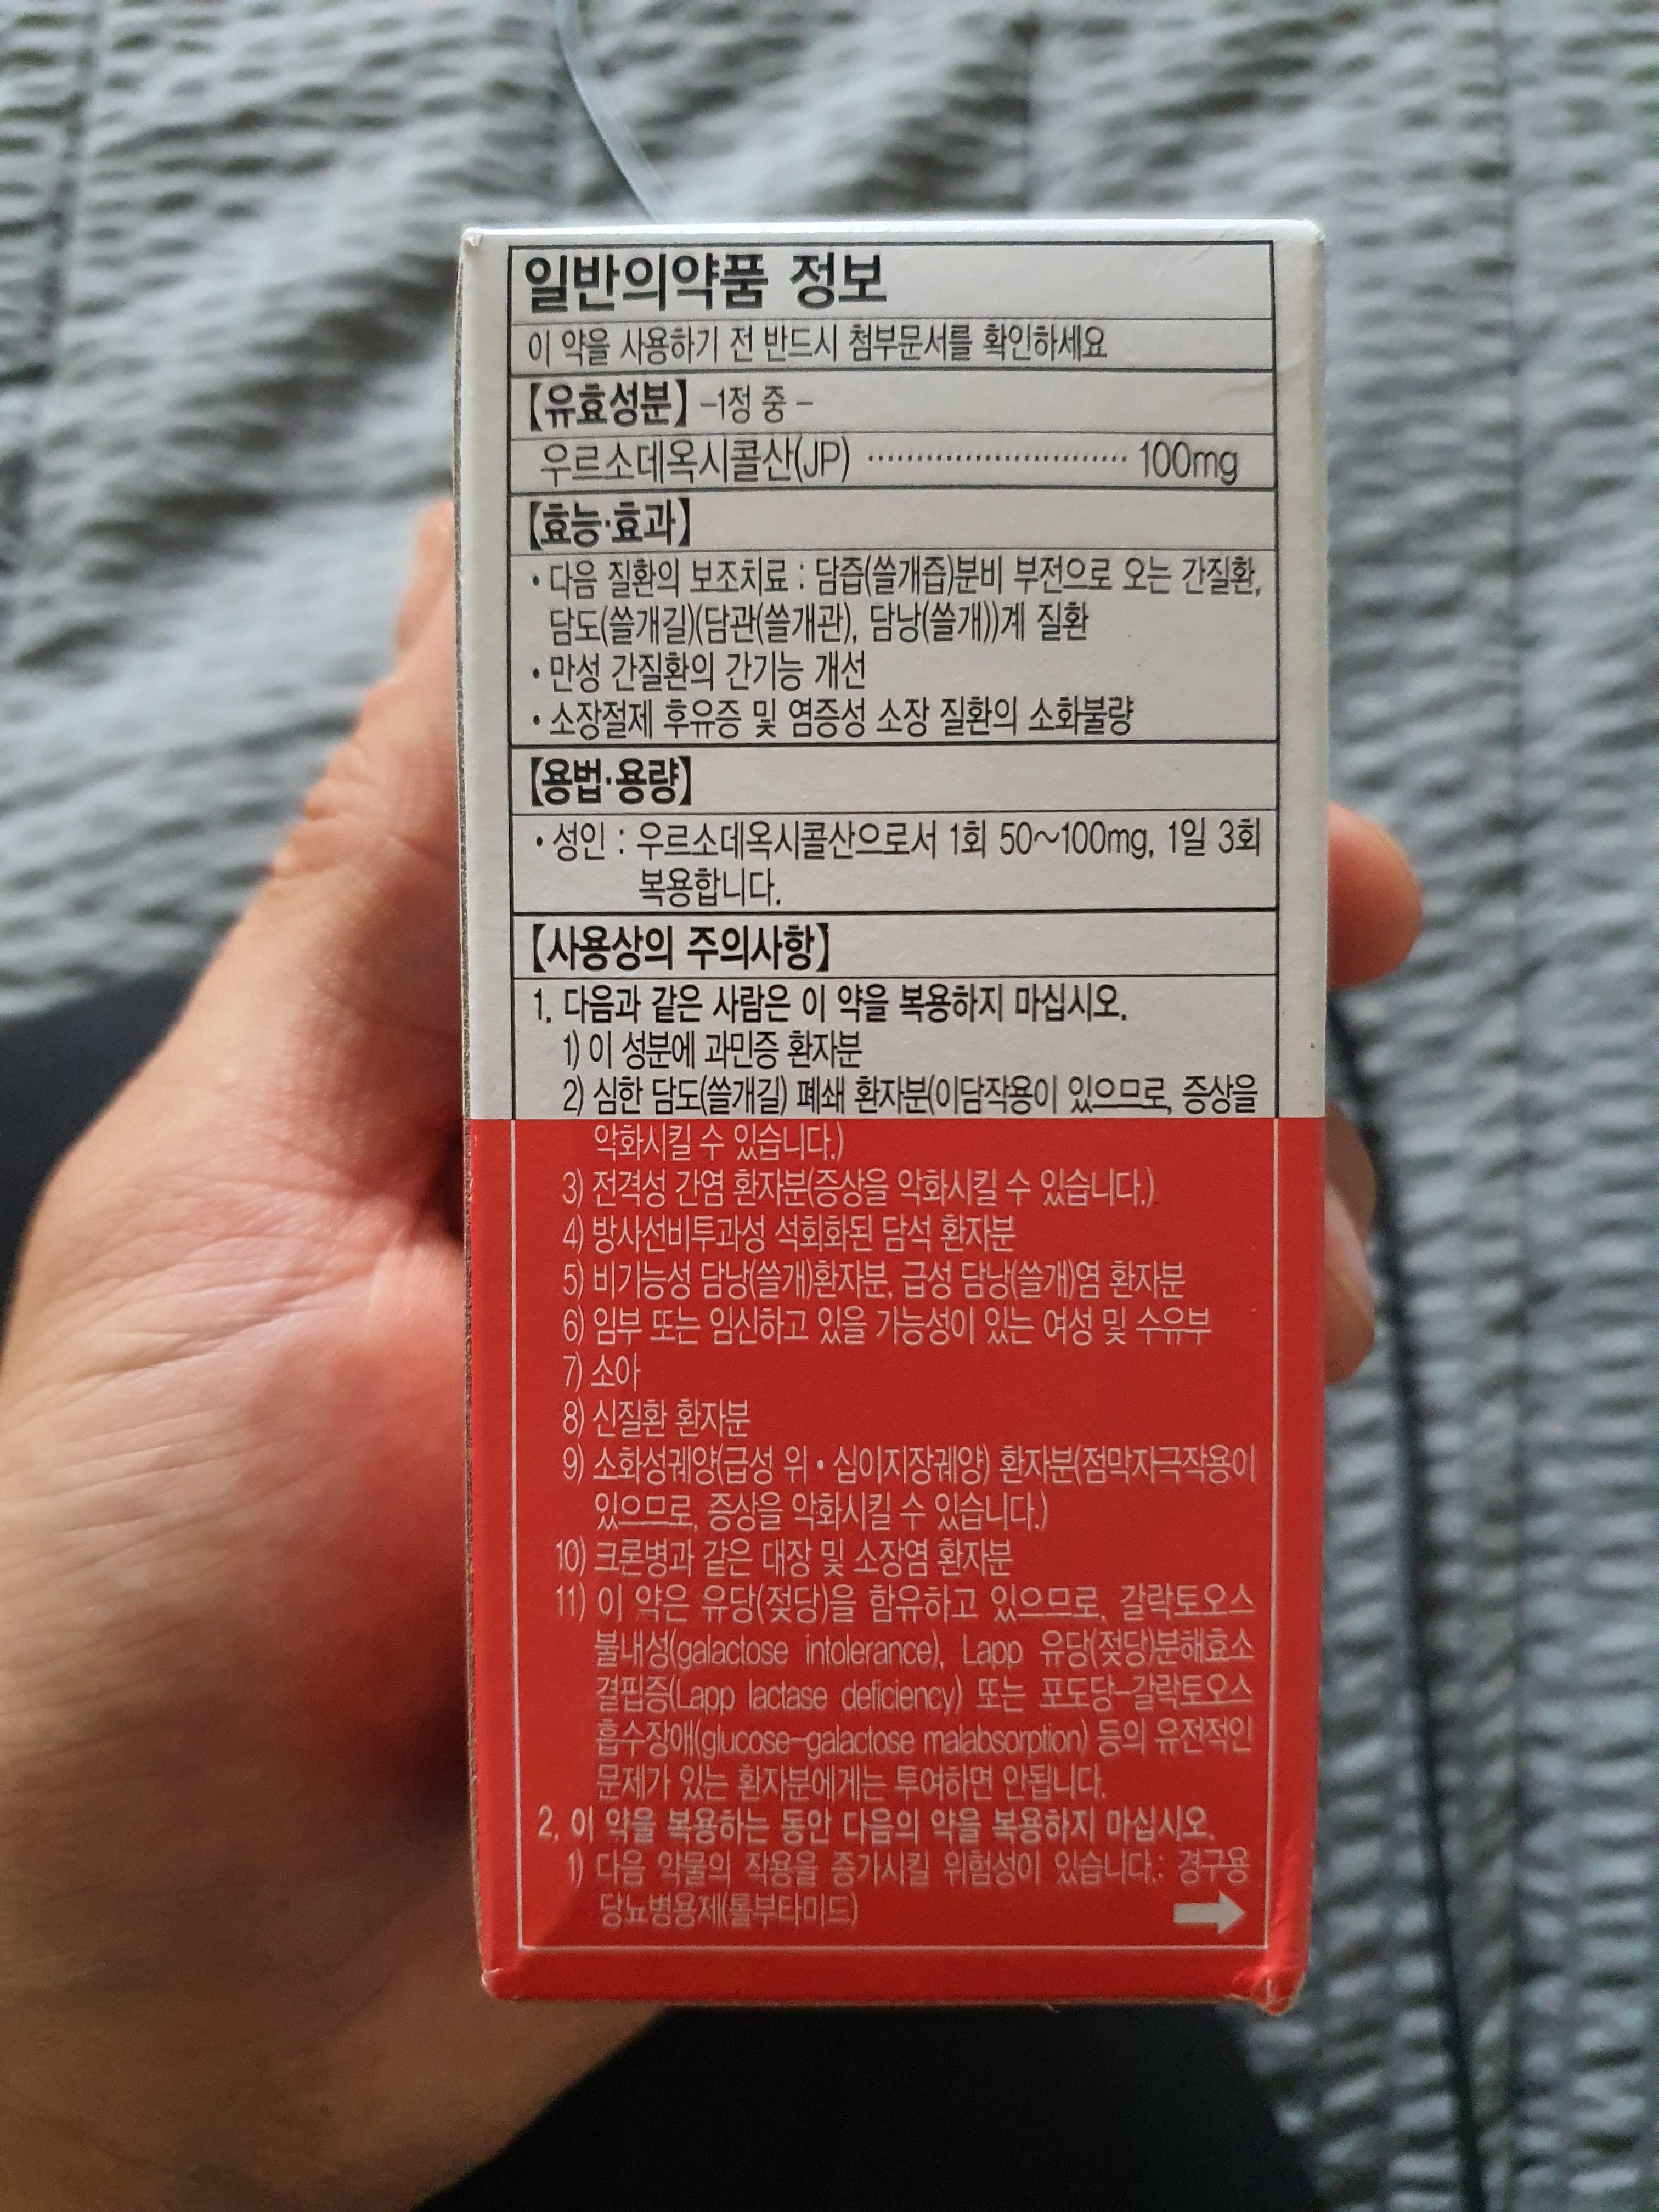 일반의약품 정보
이 약을 사용하기 전 반드시 첨부문서를 확인하세요
【유효성분】 -1정 중 -
우르소데옥시콜산(JP) ··························· 100mg
【효능·효과】
• 다음 질환의 보조치료 : 담즙(쓸개즙)분비 부전으로 오는 간질환,
담도(쓸개길)(담관(쓸개관), 담낭(쓸개))계 질환
• 만성 간질환의 간기능 개선
• 소장절제 후유증 및 염증성 소장 질환의 소화불량
【용법·용량】
• 성인 : 우르소데옥시콜산으로서 1회 50~100mg, 1일 3회
복용합니다.
【사용상의 주의사항】
1. 다음과 같은 사람은 이 약을 복용하지 마십시오.
1) 이 성분에 과민증 환자분
2) 심한 담도(쓸개길) 폐쇄 환자분(이담작용이 있으므로, 증상을
악화시킬 수 있습니다.)
3) 전격성 간염 환자분(증상을 악화시킬 수 있습니다.)
4) 방사선비투과성 석회화된 담석 환자분
5) 비기능성 담낭(쓸개)환자분, 급성 담낭(쓸개)염 환자분
6) 임부 또는 임신하고 있을 가능성이 있는 여성 및 수유부
7) 소아
8) 신질환 환자분
9) 소화성궤양(급성 위 • 십이지장궤양) 환자분(점막자극작용이
있으므로, 증상을 악화시킬 수 있습니다.)
10) 크론병과 같은 대장 및 소장염 환자분
11) 이 약은 유당(젖당)을 함유하고 있으므로, 갈락토오스
불내성(galactose intolerance), Lapp 유당(젖당)분해효소
결핍증(Lapp lactase deficiency) 또는 포도당-갈락토오스
흡수장애(glucose-galactose malabsorption) 등의 유전적인
문제가 있는 환자분에게는 투여하면 안됩니다.
2. 이 약을 복용하는 동안 다음의 약을 복용하지 마십시오.
1) 다음 약물의 작용을 증가시킬 위험성이 있습니다.: 경구용
당뇨병용제(톨부타미드)